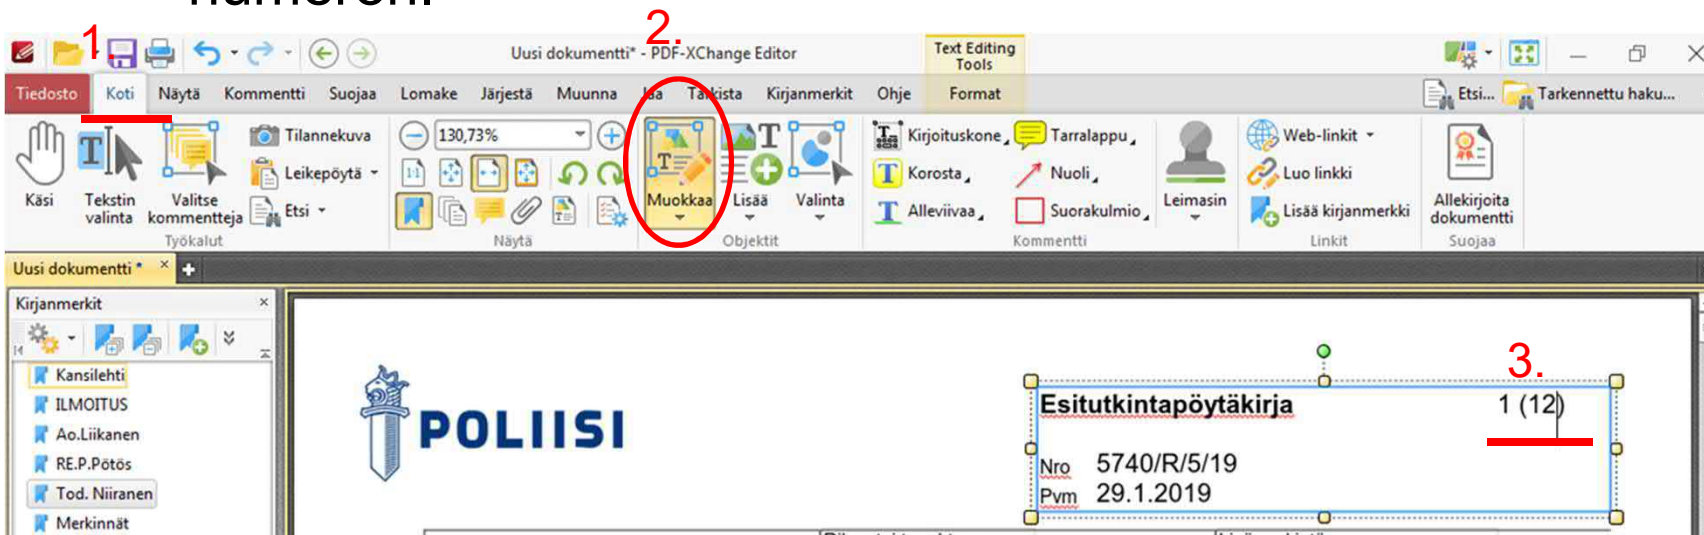 numeron.
1.
2.
Uusi dokumentti* - PDF-XChange Editor
Text Editing Tools
Tiedosto Koti Näytä Kommentti Suojaa Lomake Järjestä Muunna Jaa Tarkista Kirjanmerkit Ohje Format Etsi... Tarkennettu haku...
Käsi
Tekstin valinta
Valitse kommentteja
Tilannekuva
Leikepöytä
Etsi
Työkalut
130,73%
1:1
Näytä
Muokkaa
Lisää
Valinta
Objektit
Kirjoituskone
Korosta
Alleviivaa
Tarralappu
Nuoli
Suorakulmio
Leimasin
Kommentti
Web-linkit
Luo linkki
Lisää kirjanmerkki
Linkit
Allekirjoita dokumentti
Suojaa
Uusi dokumentti *
Kirjanmerkit
Kansilehti
ILMOITUS
Ao.Liikanen
RE.P.Pötös
Tod. Niiranen
Merkinnät
POLIISI
3.
Esitutkintapöytäkirja 1 (12)
Nro 5740/R/5/19
Pvm 29.1.2019